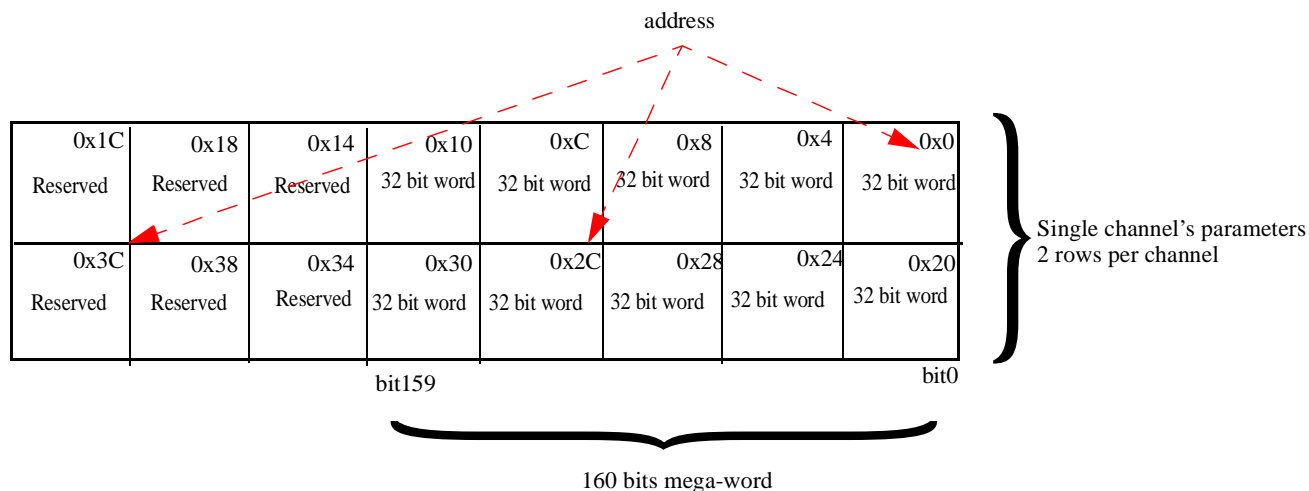 address
0x1C 0x18 0x14 0x10 0xC 0x8 0x4 0x0
Reserved Reserved Reserved 32 bit word 32 bit word 32 bit word 32 bit word 32 bit word
Single channel's parameters
2 rows per channel
0x3C 0x38 0x34 0x30 0x2C 0x28 0x24 0x20
Reserved Reserved Reserved 32 bit word 32 bit word 32 bit word 32 bit word 32 bit word
bit159 bit0
160 bits mega-word